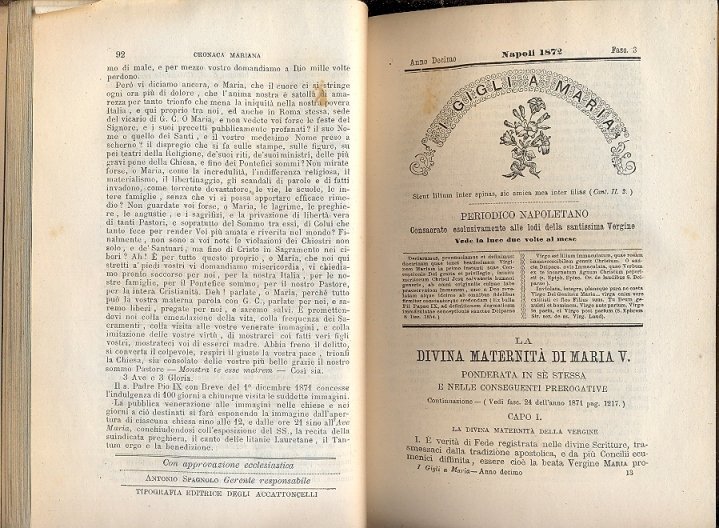 92 CRONACA MARIANA
mo di male, e per mezzo vostro domandiamo a Dio mille volte
perdono.
Però vi diciamo ancora, o Maria, che il cuore ci si stringe
ogni ora più di dolore, che l'anima nostra è satolla di ama-
rezza per tanto trionfo che mena la iniquità nella nostra povera
Italia, e qui proprio tra noi, ed anche in Roma stessa, sede
del vicario di G. C. O Maria, e non vedete voi forse le feste del
Signore, e i suoi precetti pubblicamente profanati? il suo No-
me e quello dei Santi, e il vostro medesimo Nome preso a
scherno? il dispregio che si fa sulle stampe, sulle figure, su
pei teatri della Religione, de'suoi riti, de'suoi ministri, delle più
gravi pene della Chiesa, e fino dei Pontefici sommi? Non mirate
forse, o Maria, come la incredulità, l'indifferenza religiosa, il
materialismo, il libertinaggio, gli scandali di parole e di fatti
invadono, come torrente devastatore, le vie, le scuole, le in-
tere famiglie, senza che vi si possa apportare efficace rime-
dio? Non guardate voi forse, o Maria, le lagrime, le preghie-
re, le angustie, e i sagrifizi, e la privazione di libertà vera
di tanti Pastori, e sopratutto del Sommo tra essi, di Colui che
tanto fece per render Voi più amata e riverita nel mondo? Fi-
nalmente, non sono a voi note le violazioni dei Chiostri non
solo, e de' Santuari, ma fino di Cristo in Sagramento nei ci-
bori? Ah! È per tutto questo proprio, o Maria, che noi qui
stretti a' piedi vostri vi domandiamo misericordia, vi chiedia-
mo pronto soccorso per noi, per la nostra Italia, per le no-
stre famiglie, per il Pontefice sommo, per il nostro Pastore,
per la intera Cristianità. Deh! parlate, o Maria, perchè tutto
può la vostra materna parola con G. C., parlate per noi, e sa-
remo liberi, pregate per noi, e saremo salvi. E promettен-
devi noi colla emendazione della vita, colla frequenza dei Sa-
cramenti, colla visita alle vostre venerate immagini, e colla
imitazione delle vostre virtù, di mostrarci coi fatti veri figli
vostri, mostratevi voi di esserci madre. Abbia freno il delitto,
si converta il colpevole, respiri il giusto la vostra pace, trionfi
la Chiesa, sia consolato delle vostre più belle grazie il nostro
sommo Pastore — Monstra te esse matrem — Così sia.
3 Ave e 3 Gloria.
Il s. Padre Pio IX con Breve del 1° dicembre 1871 concesse
l'indulgenza di 100 giorni a chiunque visita le suddette immagini.
La pubblica venerazione alle immagini nelle chiese e nei
giorni a ciò destinati si farà esponendo la immagine dall'aper-
tura di ciascuna chiesa sino alle 12, e dalle ore 21 sino all'Ave
Maria, conchiudendosi coll'esposizione del SS., la recita della
suindicata preghiera, il canto delle litanie Lauretane, il Tan-
tum ergo e la benedizione.
Con approvazione ecclesiastica
ANTONIO SPAGNOLO Gerente responsabile
TIPOGRAFIA EDITRICE DEGLI ACCATTONCELLI
Anno Decimo Napoli 1872 Fasc. 3
I GIGLI A MARIA
Sicut lilium inter spinas, sic amica mea inter filias (Cant. II. 2.)
PERIODICO NAPOLETANO
Consacrato esclusivamente alle lodi della santissima Vergine
Vede la luce due volte al mese
LA
DIVINA MATERNITÀ DI MARIA V.
PONDERATA IN SÈ STESSA
E NELLE CONSEGUENTI PREROGATIVE
Continuazione — (Vedi fasc. 24 dell'anno 1871 pag. 1217.)
CAPO I.
LA DIVINA MATERNITÀ DELLA VERGINE
I. È verità di Fede registrata nelle divine Scritture, tra-
smessaci dalla tradizione apostolica, e da più Concili ecu-
menici diffinita, essere cioè la beata Vergine MARIA pro-
I Gigli a Maria—Anno decimo 13